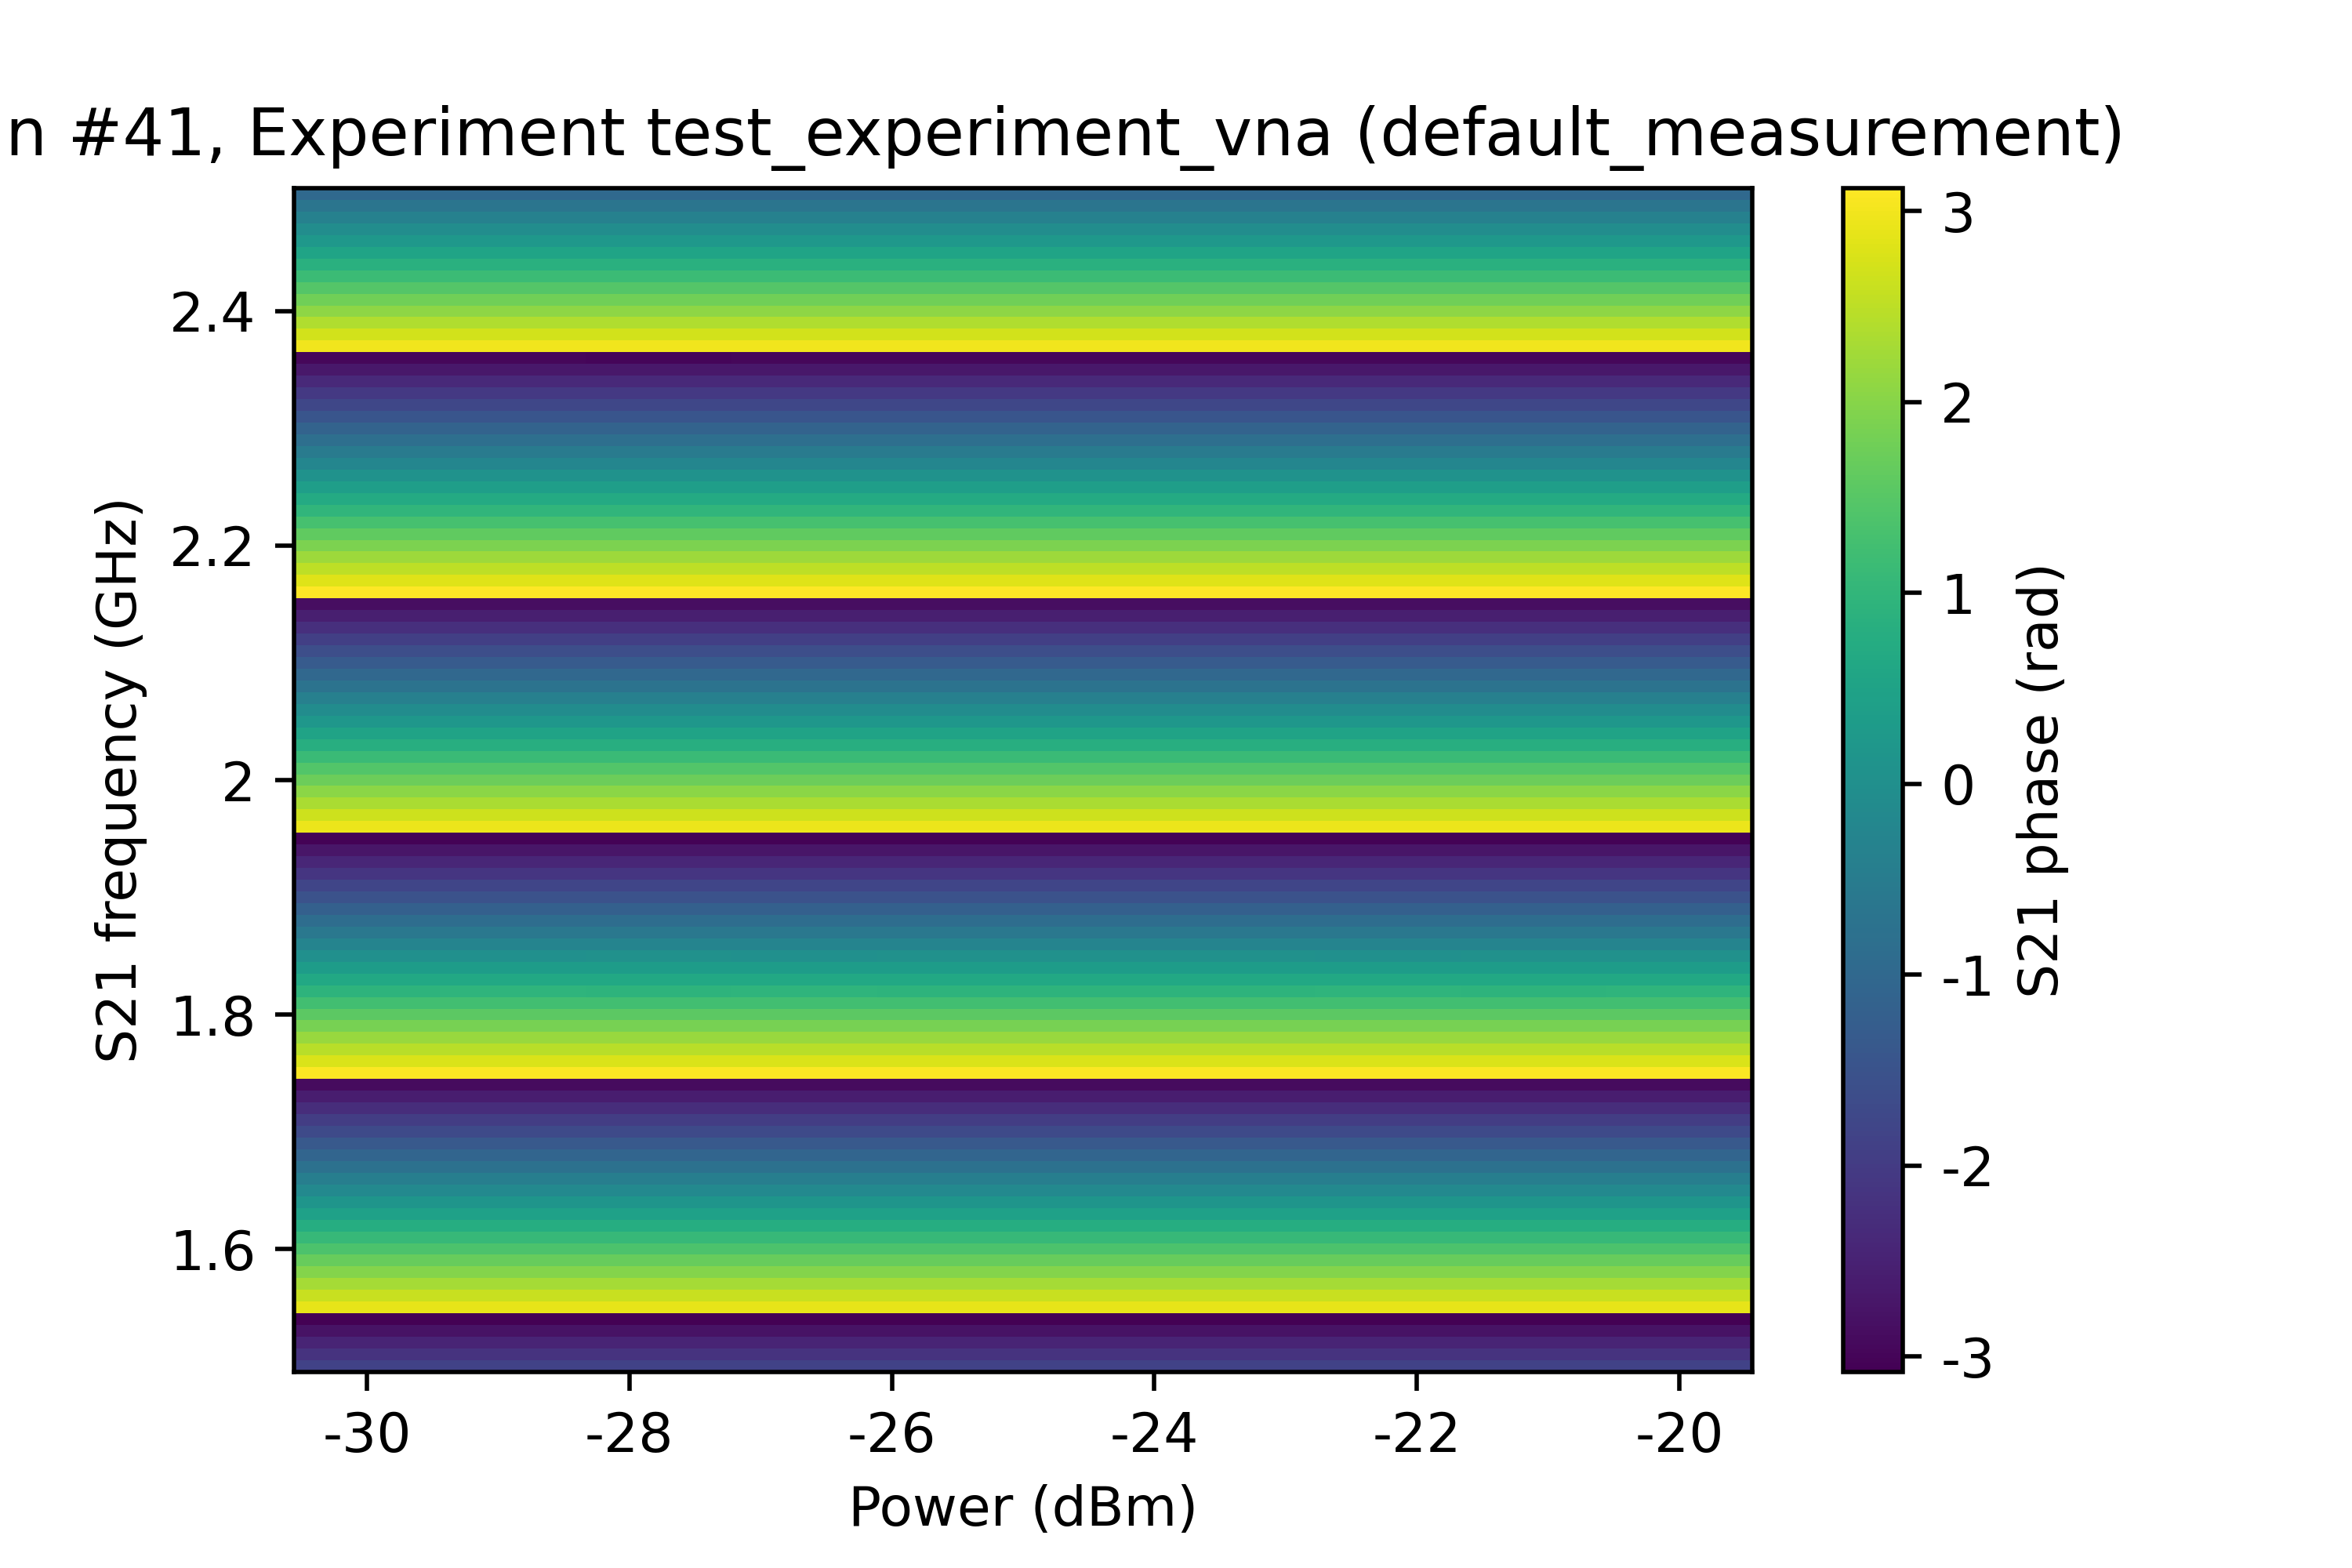 n #41, Experiment test_experiment_vna (default_measurement)
S21 frequency (GHz)
2.4
2.2
2
1.8
1.6
-30 -28 -26 -24 -22 -20
Power (dBm)
3
2
1
0
-1
-2
-3
S21 phase (rad)